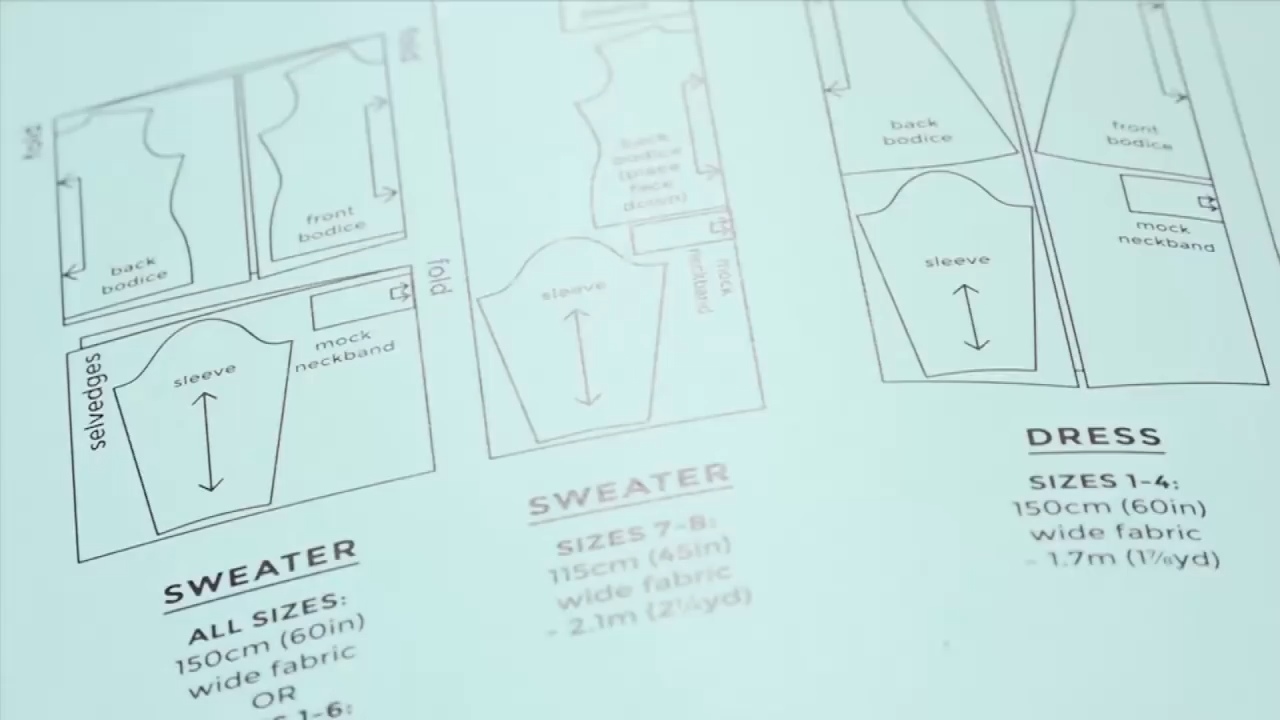 fold
back
bodice
front
bodice
fold
fold
selvedges
sleeve
mock
neckband
SWEATER
ALL SIZES:
150cm (60in)
wide fabric
OR
1-6:
back
bodice
(place
face
down)
sleeve
mock
neckband
SWEATER
SIZES 7-8:
115cm (45in)
wide fabric
- 2.1m (2¼yd)
back
bodice
front
bodice
sleeve
mock
neckband
DRESS
SIZES 1-4:
150cm (60in)
wide fabric
- 1.7m (1⅞yd)